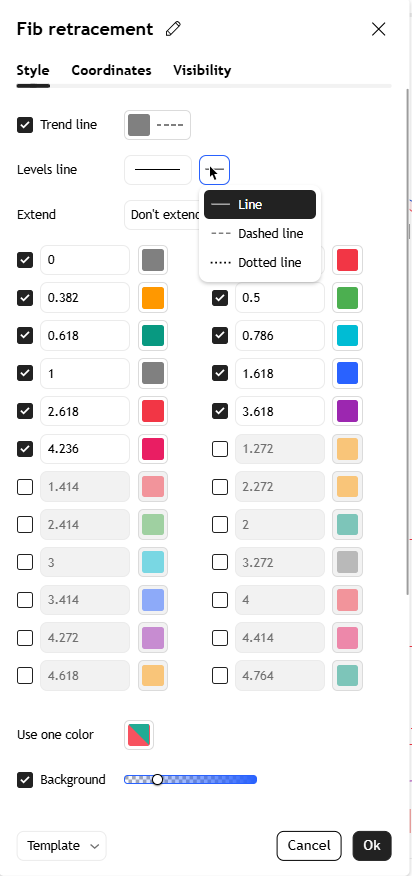 Fib retracement
Style Coordinates Visibility
Trend line
Levels line
Line
Extend Don't extend
Dashed line
Dotted line
0
0.382 0.5
0.618 0.786
1 1.618
2.618 3.618
4.236 1.272
1.414 2.272
2.414 2
3 3.272
3.414 4
4.272 4.414
4.618 4.764
Use one color
Background
Template Cancel Ok